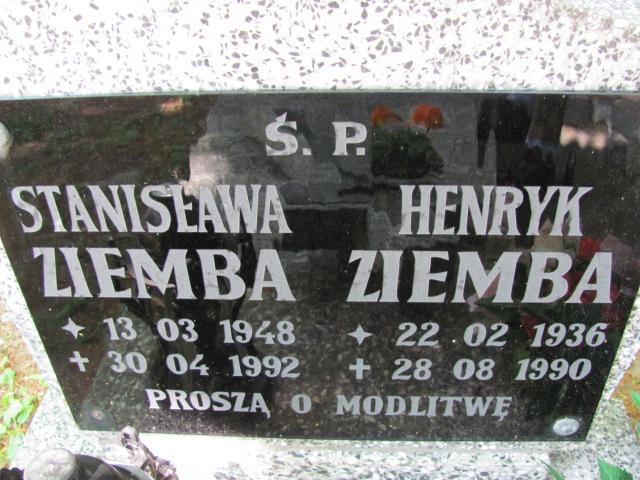 Ś. P.
STANISŁAWA HENRYK
ZIEMBA ZIEMBA
13 03 1948 22 02 1936
30 04 1992 28 08 1990
PROSZĄ O MODLITWĘ